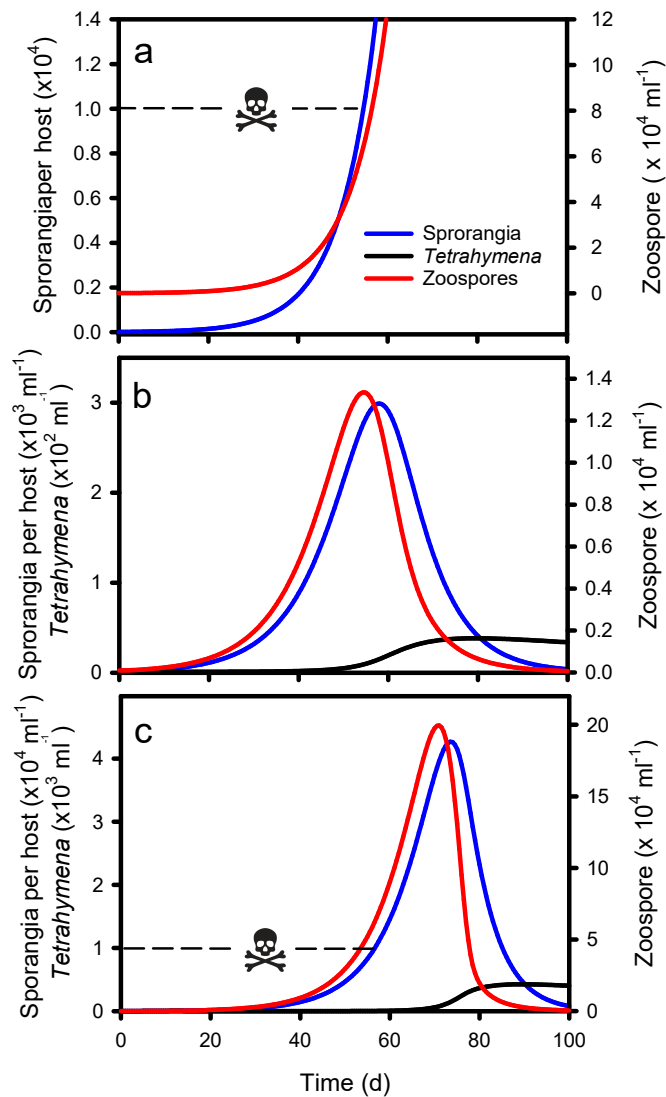 a
Sprorangiaper host (x10⁴)
1.4
1.2
1.0
0.8
0.6
0.4
0.2
0.0
Zoospore ( x 10⁴ ml⁻¹)
12
10
8
6
4
2
0
Sprorangia
Tetrahymena
Zoospores
b
Sprorangia per host (x10³ ml⁻¹)
Tetrahymena (x10² ml⁻¹)
3
2
1
0
Zoospore (x 10⁴ ml⁻¹)
1.4
1.2
1.0
0.8
0.6
0.4
0.2
0.0
c
Sporangia per host (x10⁻⁴ ml⁻¹)
Tetrahymena (x10³ ml⁻¹)
4
3
2
1
0
Zoospore (x 10⁴ ml⁻¹)
20
15
10
5
0
0 20 40 60 80 100
Time (d)